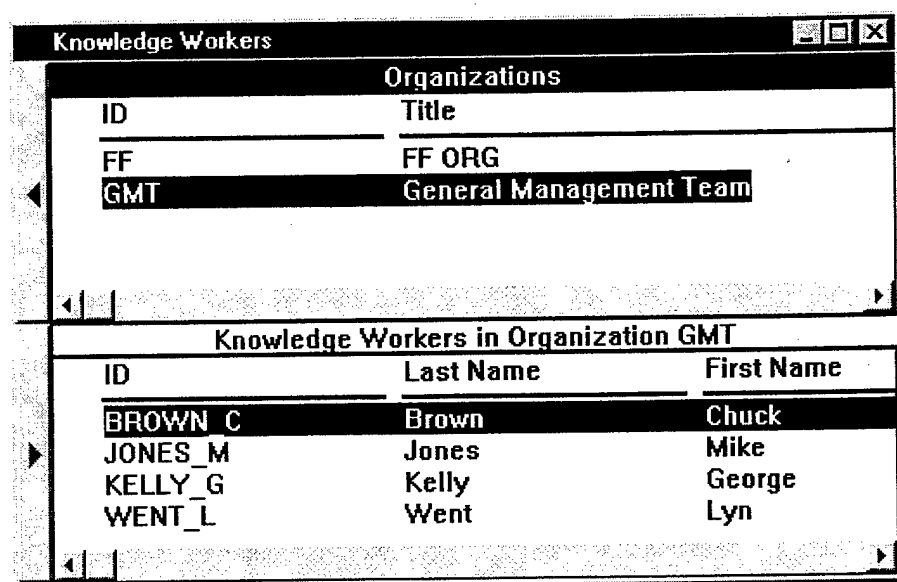 Knowledge Workers
Organizations
ID Title
FF FF ORG
GMT General Management Team
Knowledge Workers in Organization GMT
ID Last Name First Name
BROWN_C Brown Chuck
JONES_M Jones Mike
KELLY_G Kelly George
WENT_L Went Lyn